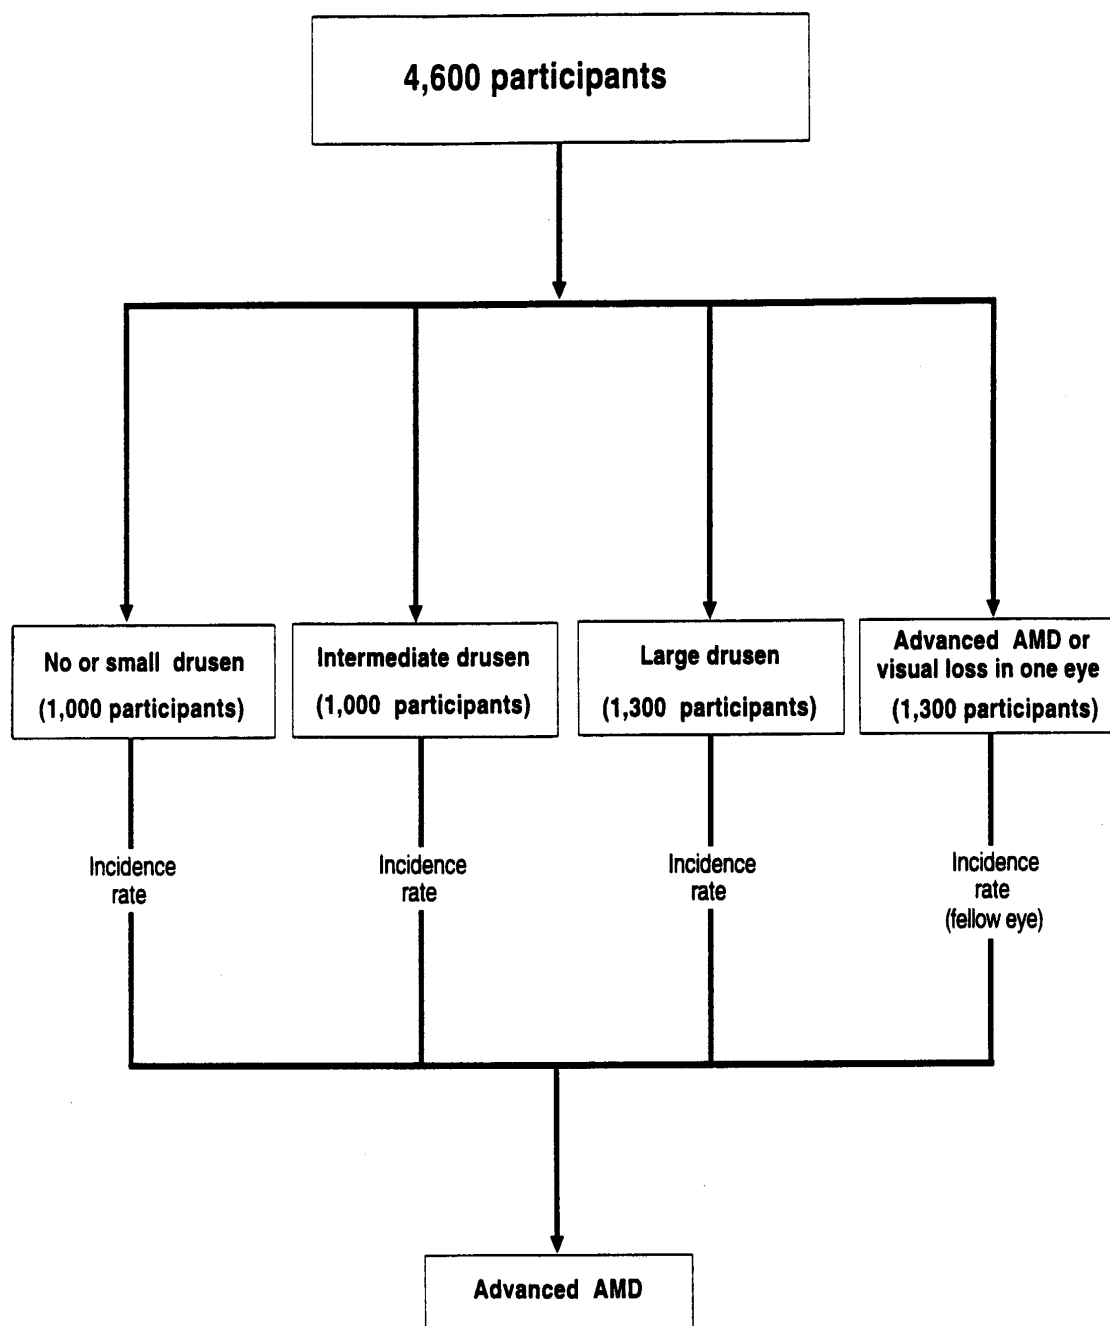 4,600 participants
No or small drusen
(1,000 participants)
Intermediate drusen
(1,000 participants)
Large drusen
(1,300 participants)
Advanced AMD or
visual loss in one eye
(1,300 participants)
Incidence
rate
Incidence
rate
Incidence
rate
Incidence
rate
(fellow eye)
Advanced AMD